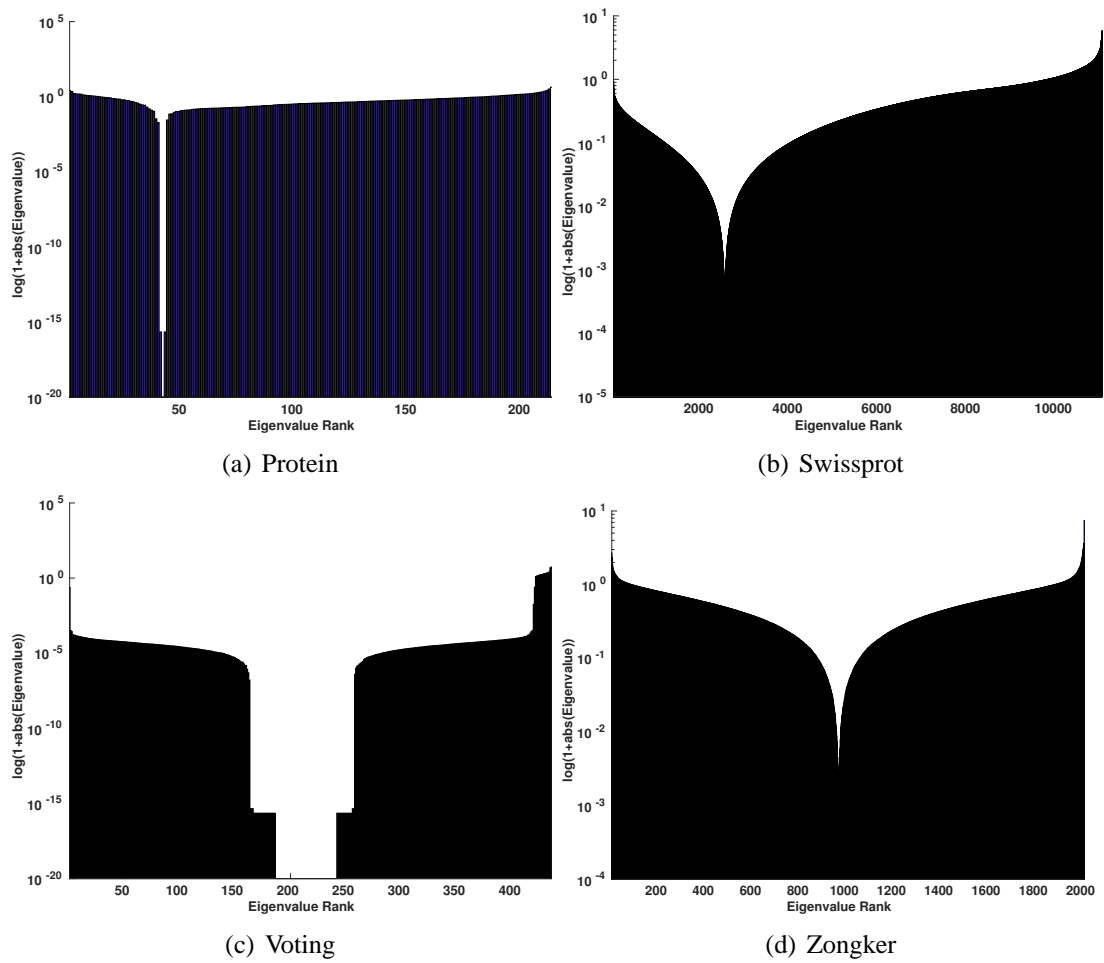 10 5
10 0
10 -5
10 -10
10 -15
10 -20
log(1+abs(Eigenvalue))
50 100 150 200
Eigenvalue Rank
(a) Protein
10 1
10 0
10 -1
10 -2
10 -3
10 -4
10 -5
log(1+abs(Eigenvalue))
2000 4000 6000 8000 10000
Eigenvalue Rank
(b) Swissprot
10 5
10 0
10 -5
10 -10
10 -15
10 -20
log(1+abs(Eigenvalue))
50 100 150 200 250 300 350 400
Eigenvalue Rank
(c) Voting
10 1
10 0
10 -1
10 -2
10 -3
10 -4
log(1+abs(Eigenvalue))
200 400 600 800 1000 1200 1400 1600 1800 2000
Eigenvalue Rank
(d) Zongker